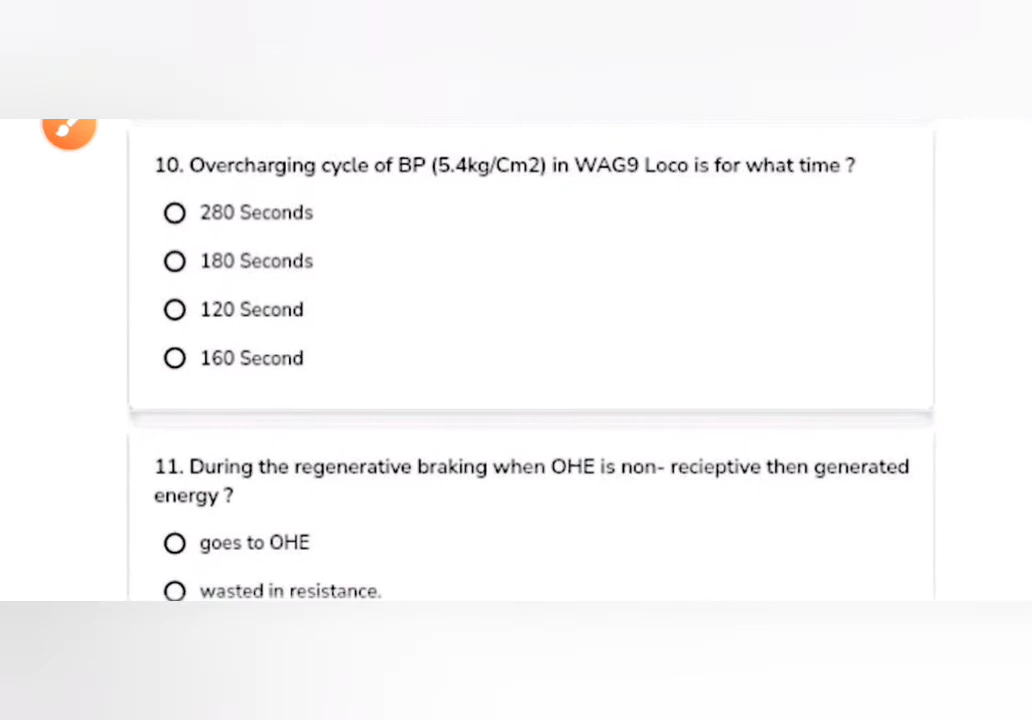 10. Overcharging cycle of BP (5.4kg/Cm2) in WAG9 Loco is for what time ?
280 Seconds
180 Seconds
120 Second
160 Second
11. During the regenerative braking when OHE is non- recieptive then generated
energy ?
goes to OHE
wasted in resistance.